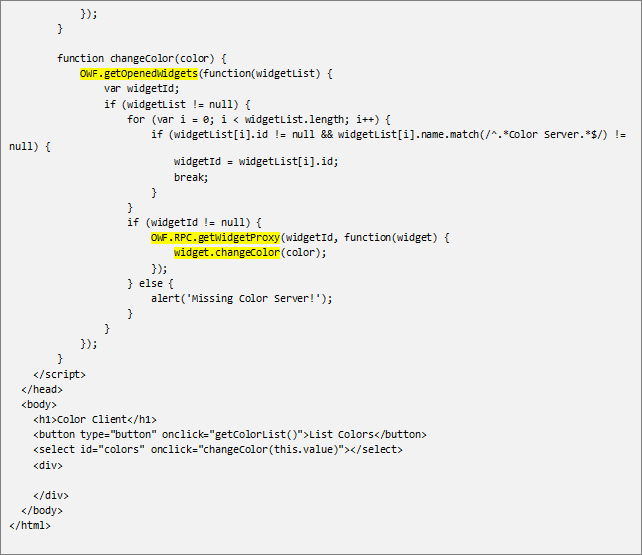 });
        }

        function changeColor(color) {
            OWF.getOpenedWidgets(function(widgetList) {
                var widgetId;
                if (widgetList != null) {
                    for (var i = 0; i < widgetList.length; i++) {
                        if (widgetList[i].id != null && widgetList[i].name.match(/^.*Color Server.*$/) !=
null) {
                            widgetId = widgetList[i].id;
                            break;
                        }
                    }
                    if (widgetId != null) {
                        OWF.RPC.getWidgetProxy(widgetId, function(widget) {
                            widget.changeColor(color);
                        });
                    } else {
                        alert('Missing Color Server!');
                    }
                }
            });
        }
    </script>
  </head>
  <body>
    <h1>Color Client</h1>
    <button type="button" onclick="getColorList()">List Colors</button>
    <select id="colors" onclick="changeColor(this.value)"></select>
    <div>

    </div>
  </body>
</html>